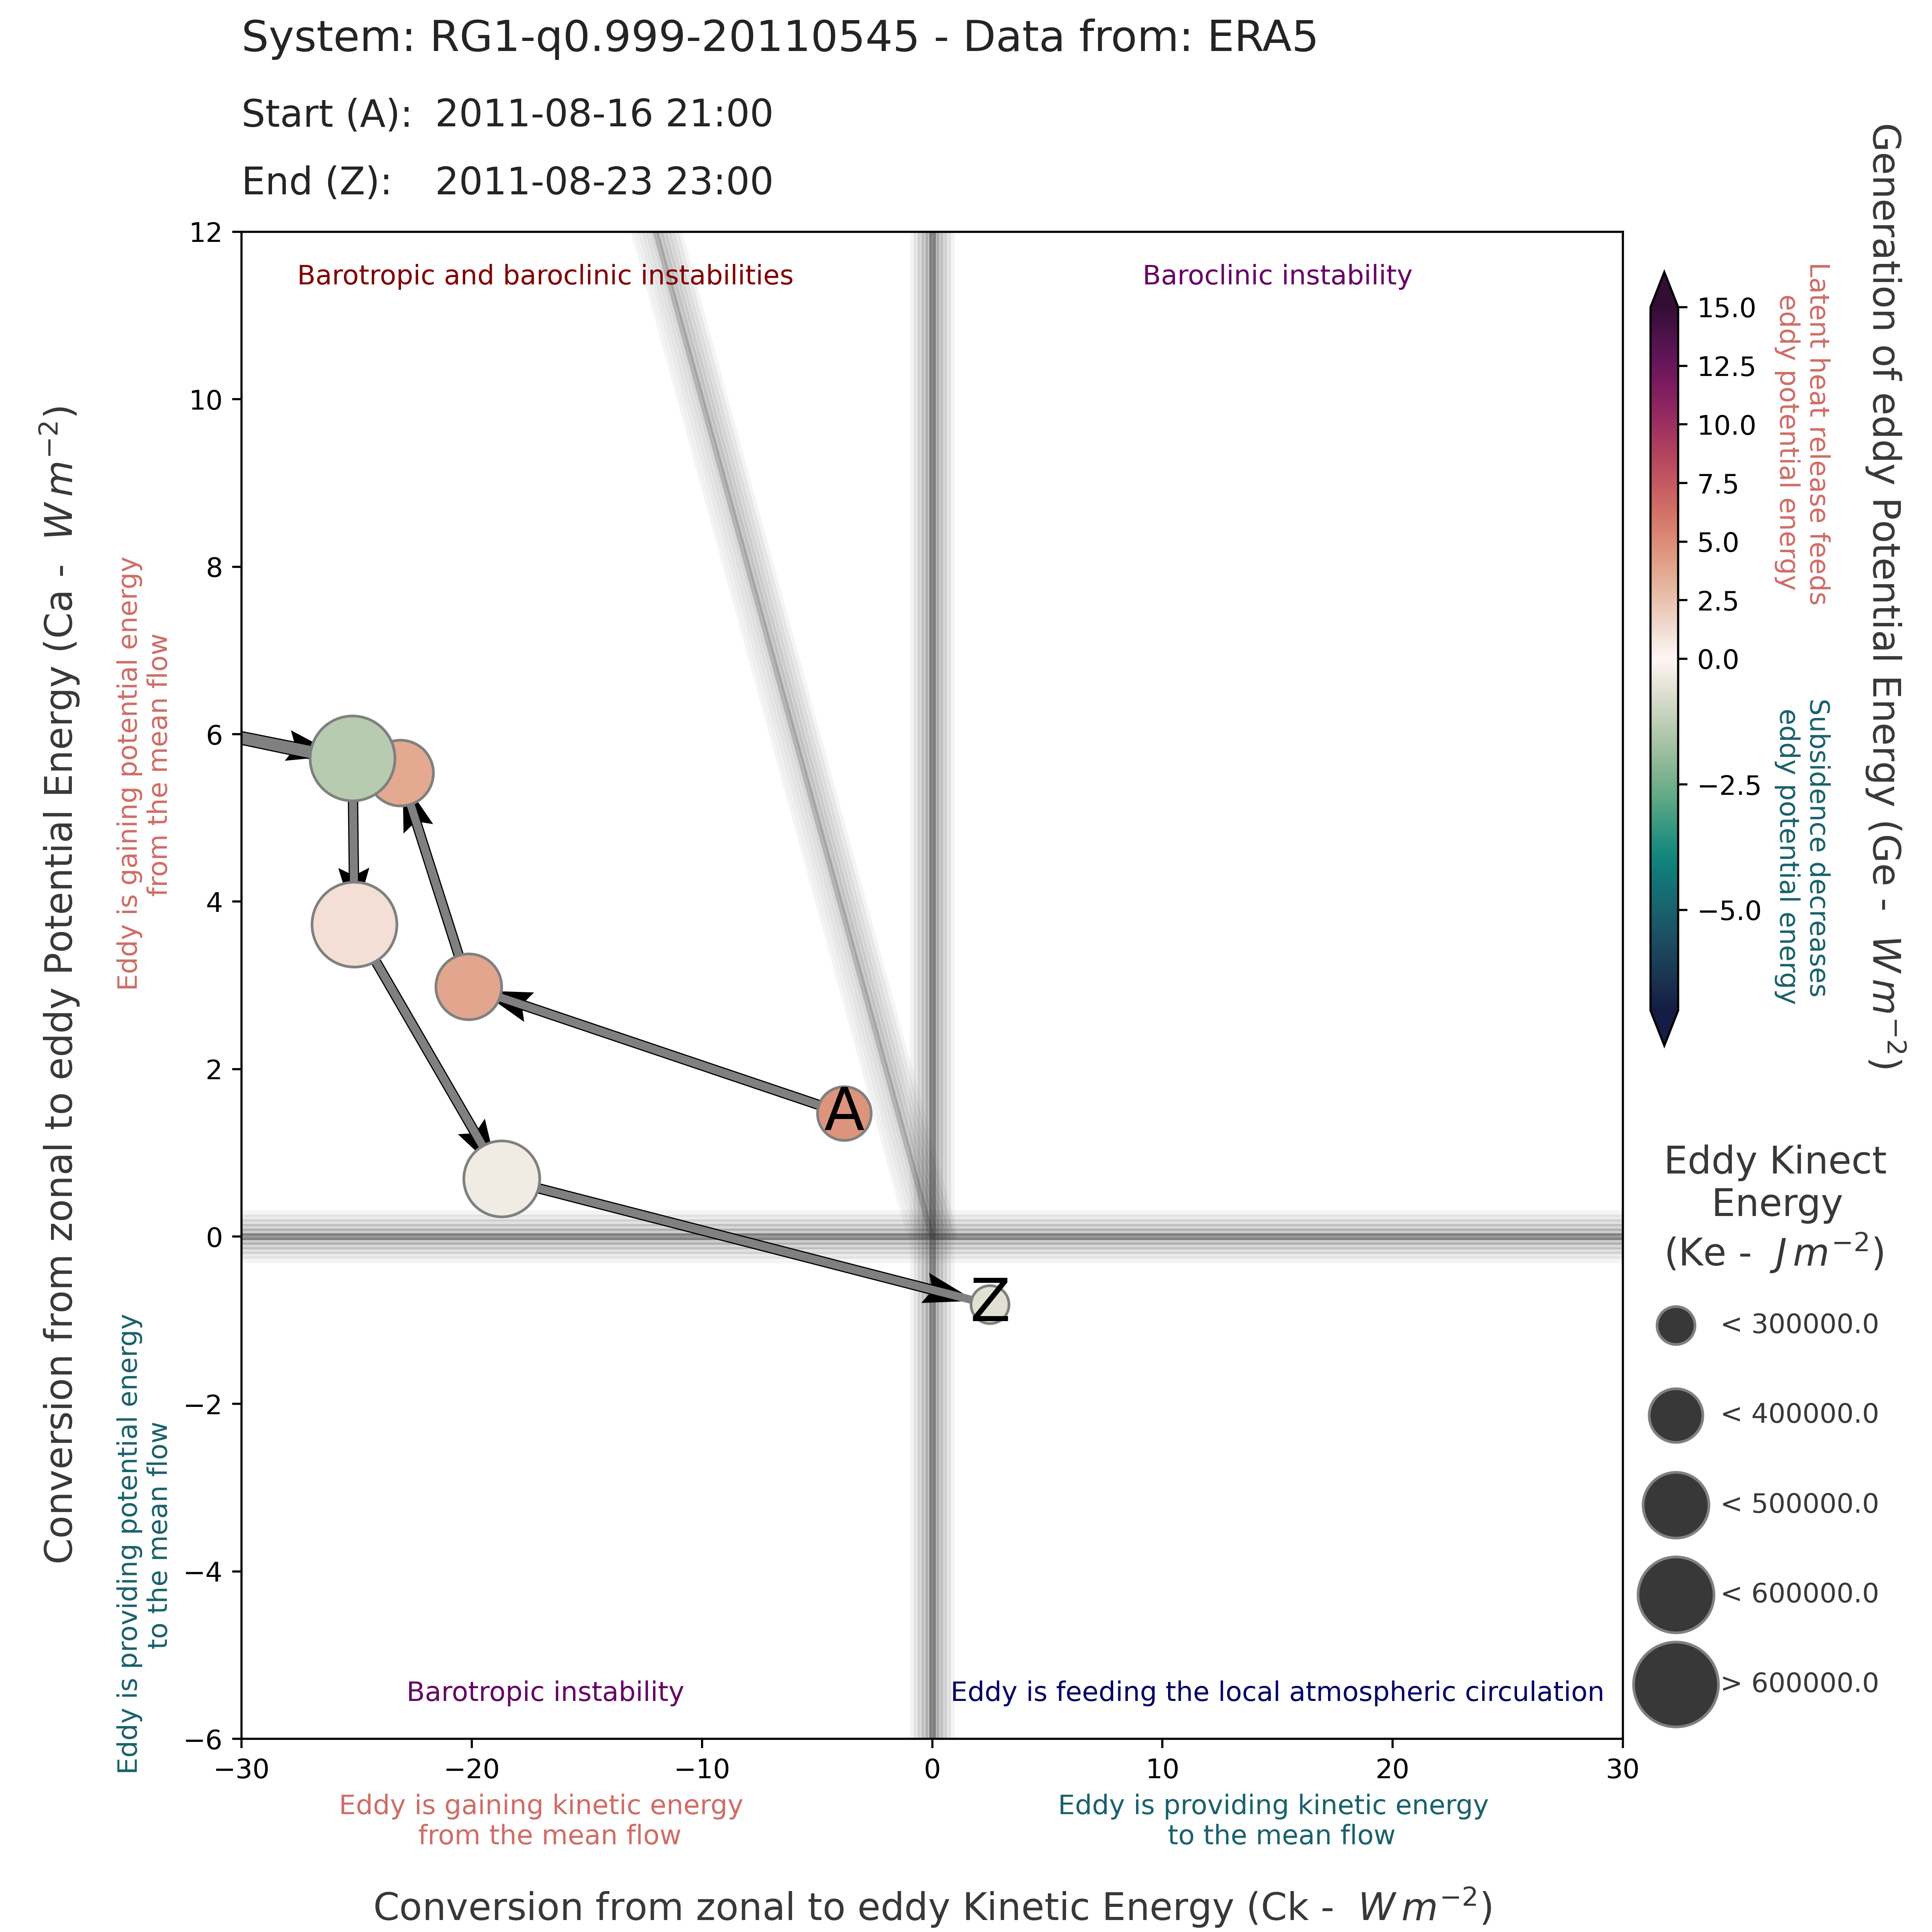 System: RG1-q0.999-20110545 - Data from: ERA5
Start (A): 2011-08-16 21:00
End (Z): 2011-08-23 23:00
Conversion from zonal to eddy Potential Energy (Ca - W m⁻²)
Eddy is gaining potential energy
from the mean flow
Eddy is providing potential energy
to the mean flow
12
10
8
6
4
2
0
−2
−4
−6
Barotropic and baroclinic instabilities
Baroclinic instability
A
Z
Barotropic instability
Eddy is feeding the local atmospheric circulation
−30
−20
−10
0
10
20
30
Eddy is gaining kinetic energy
from the mean flow
Eddy is providing kinetic energy
to the mean flow
Conversion from zonal to eddy Kinetic Energy (Ck - W m⁻²)
15.0
12.5
10.0
7.5
5.0
2.5
0.0
−2.5
−5.0
Latent heat release feeds
eddy potential energy
Subsidence decreases
eddy potential energy
Generation of eddy Potential Energy (Ge - W m⁻²)
Eddy Kinect
Energy
(Ke - J m⁻²)
< 300000.0
< 400000.0
< 500000.0
< 600000.0
> 600000.0